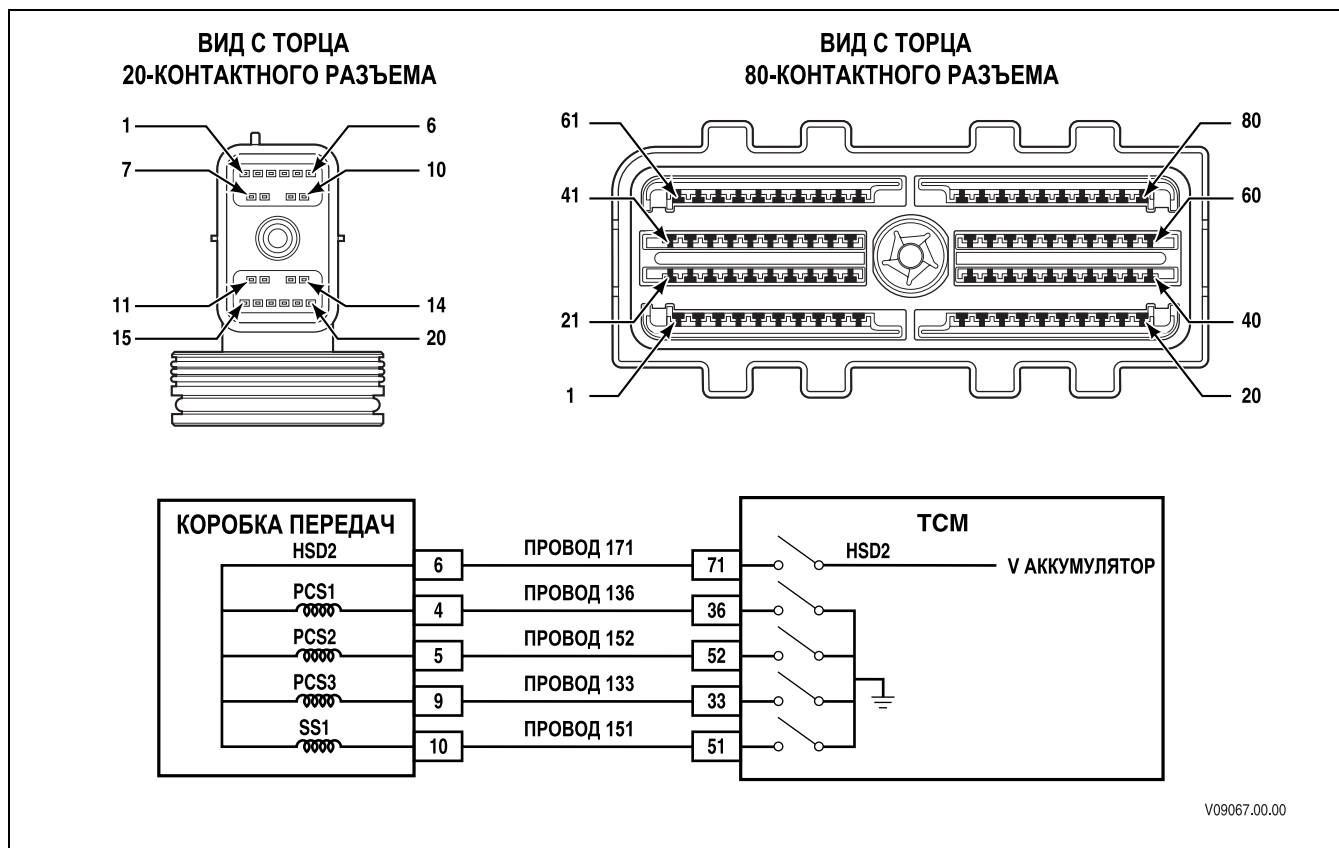 ВИД С ТОРЦА
20-КОНТАКТНОГО РАЗЪЕМА
1
6
7
10
11
14
15
20
ВИД С ТОРЦА
80-КОНТАКТНОГО РАЗЪЕМА
61
80
41
60
21
40
1
20
КОРОБКА ПЕРЕДАЧ
TCM
HSD2
6
ПРОВОД 171
71
HSD2
V АККУМУЛЯТОР
PCS1
4
ПРОВОД 136
36
PCS2
5
ПРОВОД 152
52
PCS3
9
ПРОВОД 133
33
SS1
10
ПРОВОД 151
51
V09067.00.00